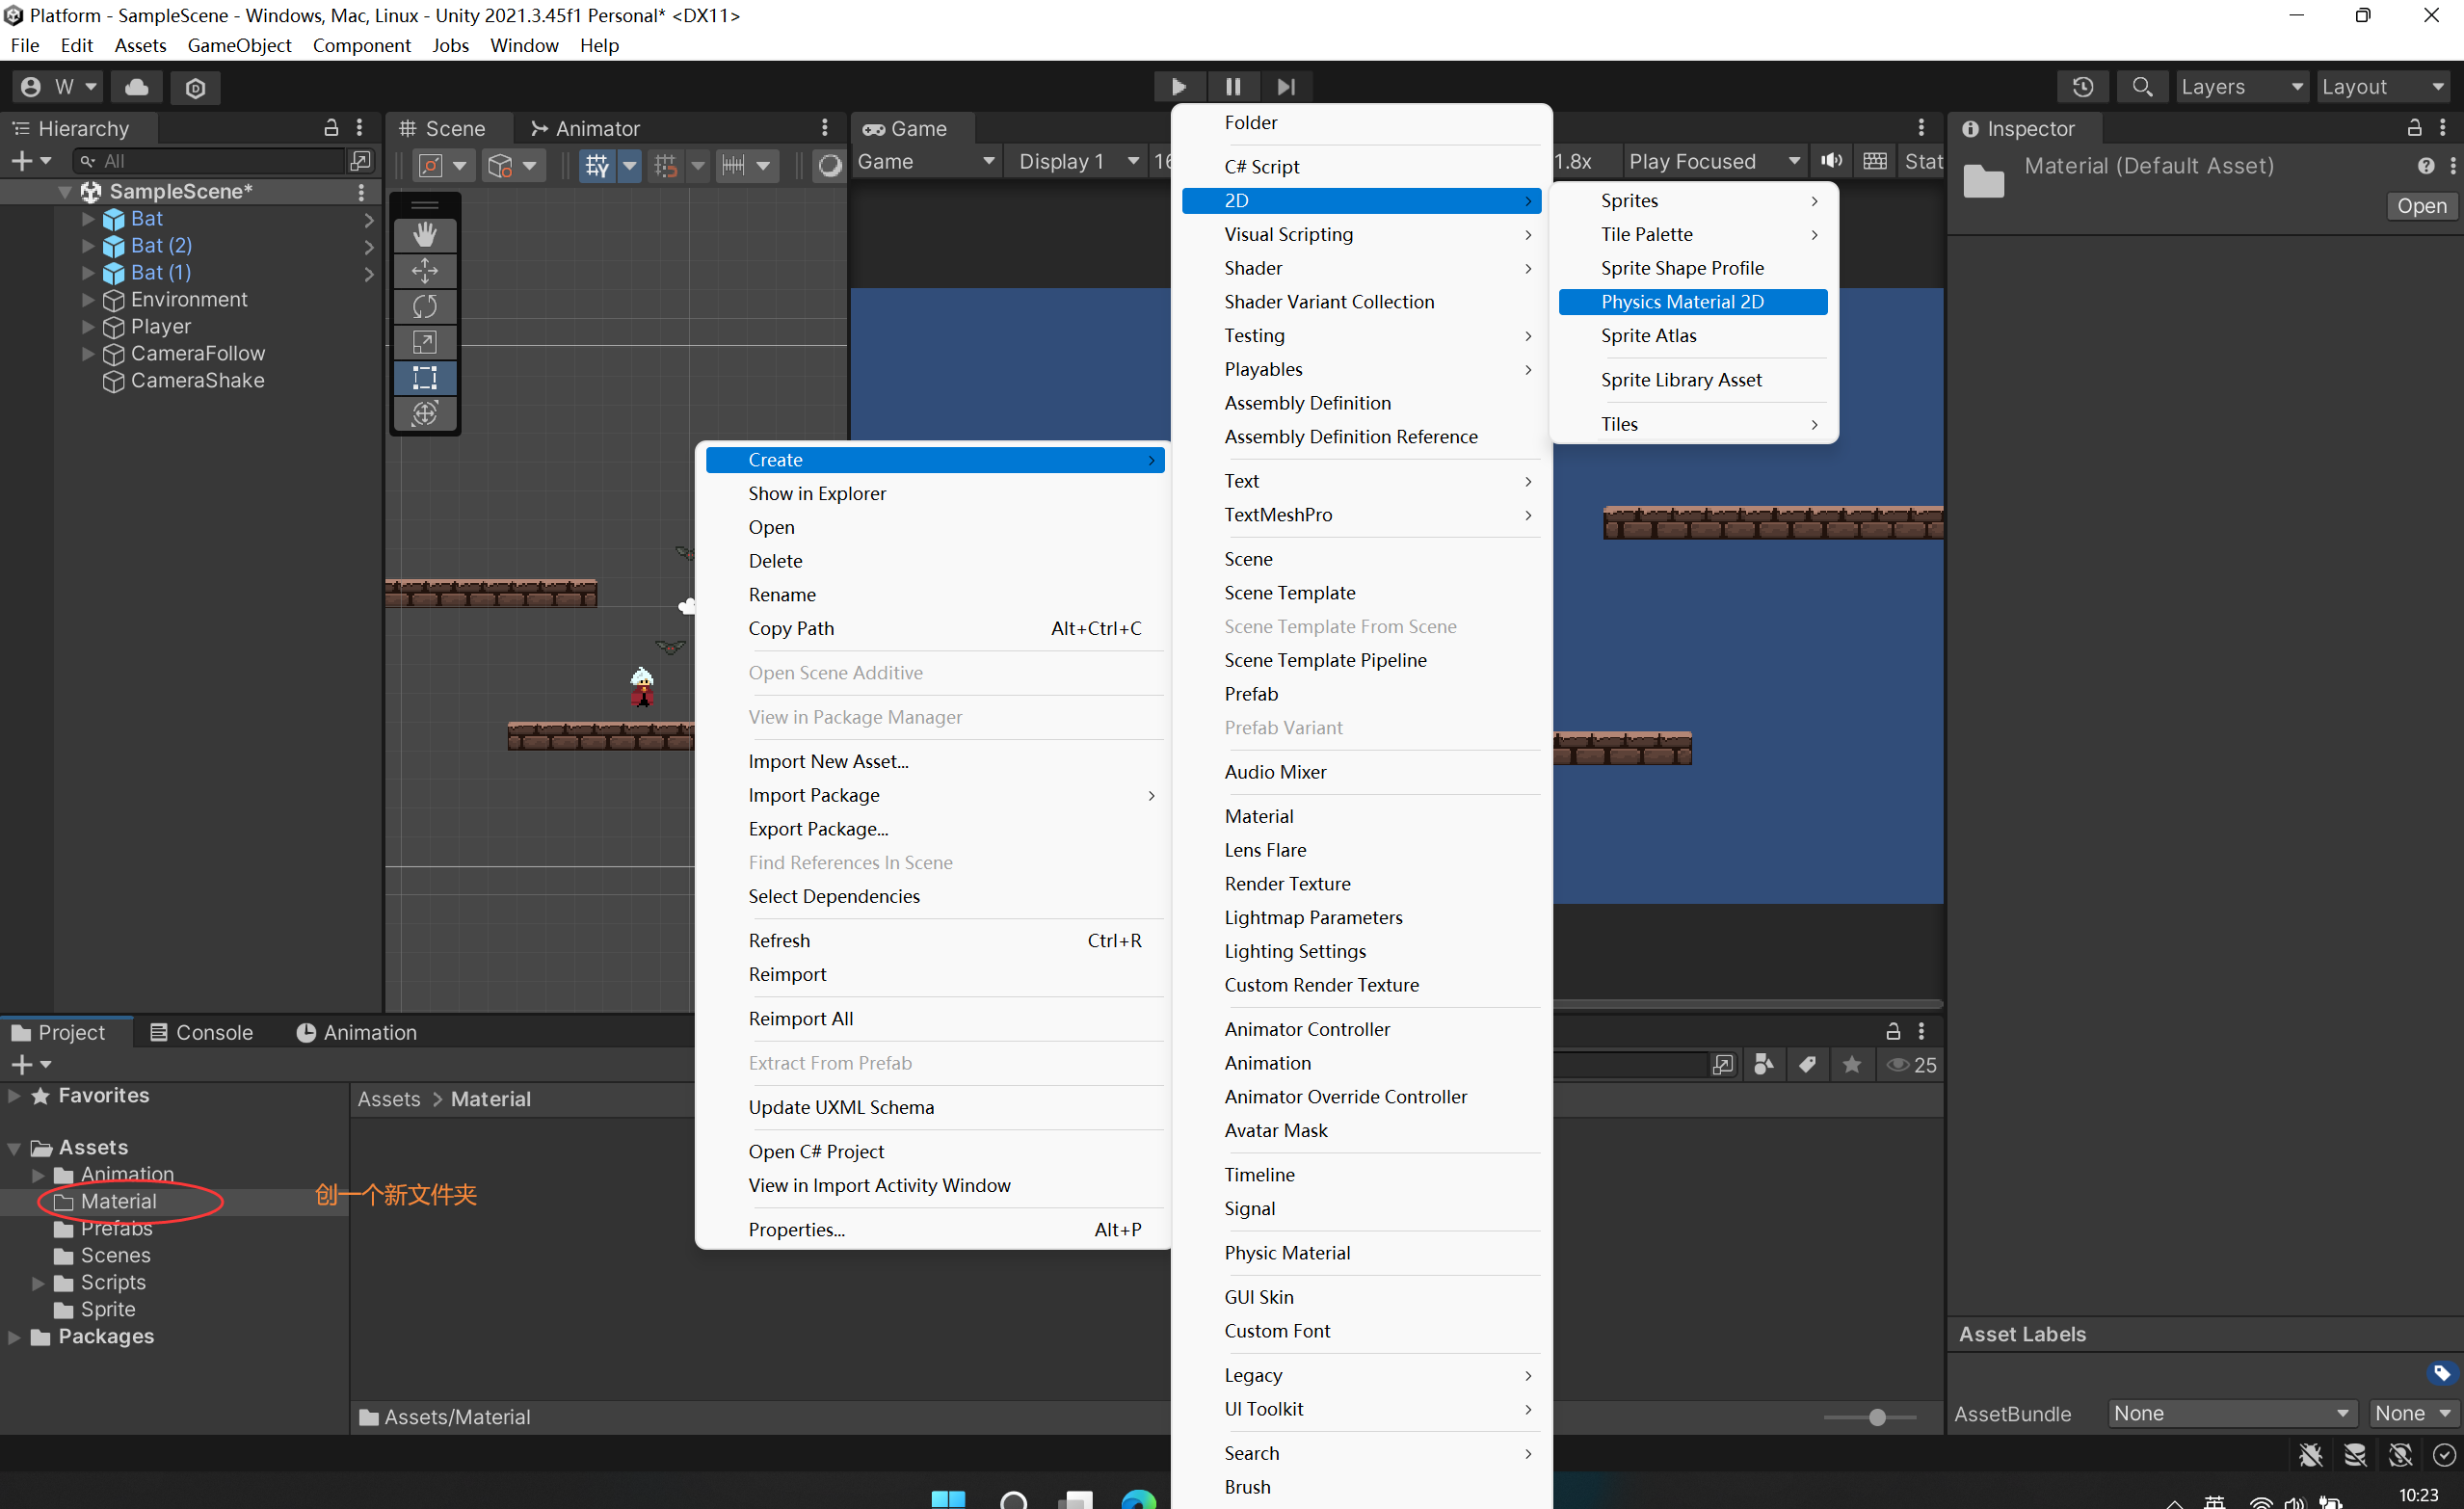 Platform - SampleScene - Windows, Mac, Linux - Unity 2021.3.45f1 Personal* <DX11>
File Edit Assets GameObject Component Jobs Window Help
W
Layers
Layout
Hierarchy
All
SampleScene*
Bat
Bat (2)
Bat (1)
Environment
Player
CameraFollow
CameraShake
Scene
Animator
Game
Game
Display 1
16
1.8x
Play Focused
Stat
Inspector
Material (Default Asset)
Open
Create
Show in Explorer
Open
Delete
Rename
Copy Path Alt+Ctrl+C
Open Scene Additive
View in Package Manager
Import New Asset...
Import Package
Export Package...
Find References In Scene
Select Dependencies
Refresh Ctrl+R
Reimport
Reimport All
Extract From Prefab
Update UXML Schema
Open C# Project
View in Import Activity Window
Properties... Alt+P
Folder
C# Script
2D
Visual Scripting
Shader
Shader Variant Collection
Testing
Playables
Assembly Definition
Assembly Definition Reference
Text
TextMeshPro
Scene
Scene Template
Scene Template From Scene
Scene Template Pipeline
Prefab
Prefab Variant
Audio Mixer
Material
Lens Flare
Render Texture
Lightmap Parameters
Lighting Settings
Custom Render Texture
Animator Controller
Animation
Animator Override Controller
Avatar Mask
Timeline
Signal
Physic Material
GUI Skin
Custom Font
Legacy
UI Toolkit
Search
Brush
Sprites
Tile Palette
Sprite Shape Profile
Physics Material 2D
Sprite Atlas
Sprite Library Asset
Tiles
Project
Console
Animation
25
Favorites
Assets
Animation
Material
Prefabs
Scenes
Scripts
Sprite
Packages
创一个新文件夹
Assets > Material
Assets/Material
Asset Labels
AssetBundle
None
None
英
10:23